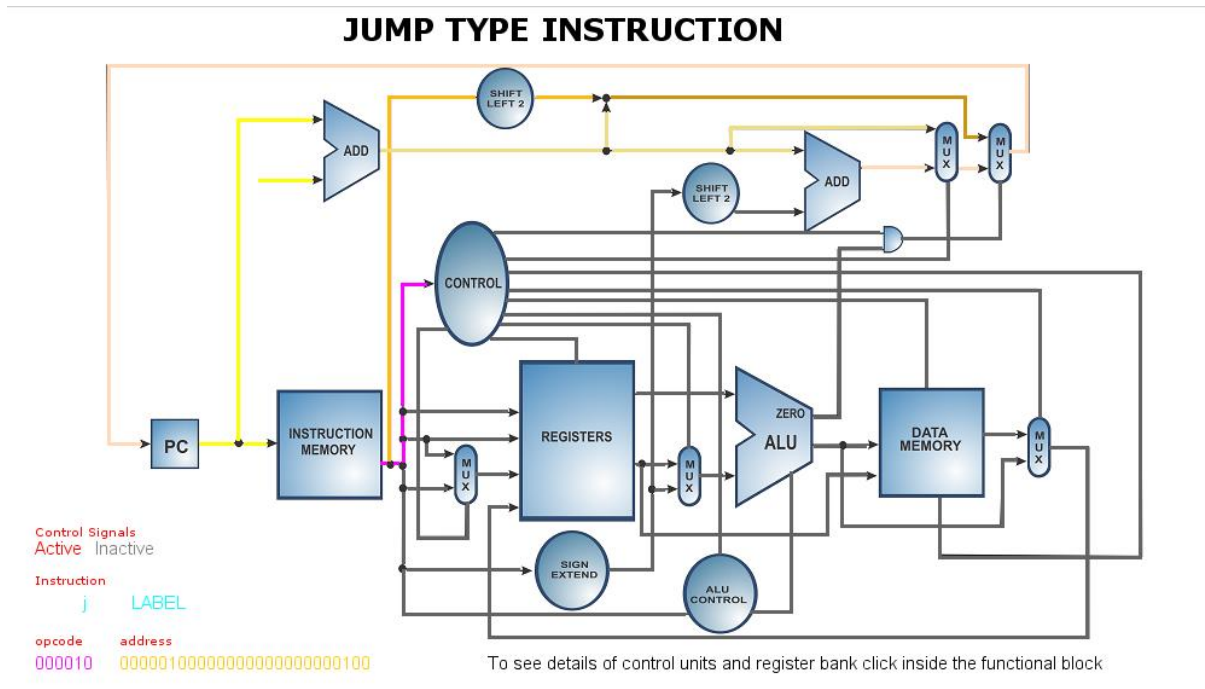 JUMP TYPE INSTRUCTION
SHIFT
LEFT 2
ADD
MUX
MUX
SHIFT
LEFT 2
ADD
CONTROL
PC
INSTRUCTION
MEMORY
MUX
REGISTERS
MUX
ZERO
ALU
DATA
MEMORY
MUX
SIGN
EXTEND
ALU
CONTROL
Control Signals
Active Inactive
Instruction
j LABEL
opcode address
000010 00000100000000000000000100
To see details of control units and register bank click inside the functional block